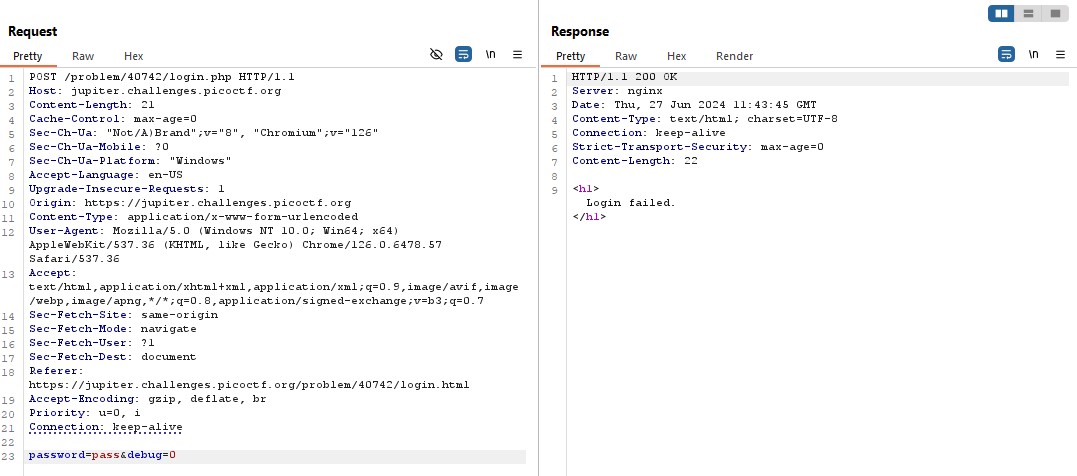 Request
Pretty Raw Hex \n
1 POST /problem/40742/login.php HTTP/1.1
2 Host: jupiter.challenges.picoctf.org
3 Content-Length: 21
4 Cache-Control: max-age=0
5 Sec-Ch-Ua: "Not/A)Brand";v="8", "Chromium";v="126"
6 Sec-Ch-Ua-Mobile: ?0
7 Sec-Ch-Ua-Platform: "Windows"
8 Accept-Language: en-US
9 Upgrade-Insecure-Requests: 1
10 Origin: https://jupiter.challenges.picoctf.org
11 Content-Type: application/x-www-form-urlencoded
12 User-Agent: Mozilla/5.0 (Windows NT 10.0; Win64; x64)
AppleWebKit/537.36 (KHTML, like Gecko) Chrome/126.0.6478.57
Safari/537.36
13 Accept:
text/html,application/xhtml+xml,application/xml;q=0.9,image/avif,image
/webp,image/apng,*/*;q=0.8,application/signed-exchange;v=b3;q=0.7
14 Sec-Fetch-Site: same-origin
15 Sec-Fetch-Mode: navigate
16 Sec-Fetch-User: ?1
17 Sec-Fetch-Dest: document
18 Referer:
https://jupiter.challenges.picoctf.org/problem/40742/login.html
19 Accept-Encoding: gzip, deflate, br
20 Priority: u=0, i
21 Connection: keep-alive
22
23 password=pass&debug=0
Response
Pretty Raw Hex Render \n
1 HTTP/1.1 200 OK
2 Server: nginx
3 Date: Thu, 27 Jun 2024 11:43:45 GMT
4 Content-Type: text/html; charset=UTF-8
5 Connection: keep-alive
6 Strict-Transport-Security: max-age=0
7 Content-Length: 22
8
9 <h1>
Login failed.
</h1>